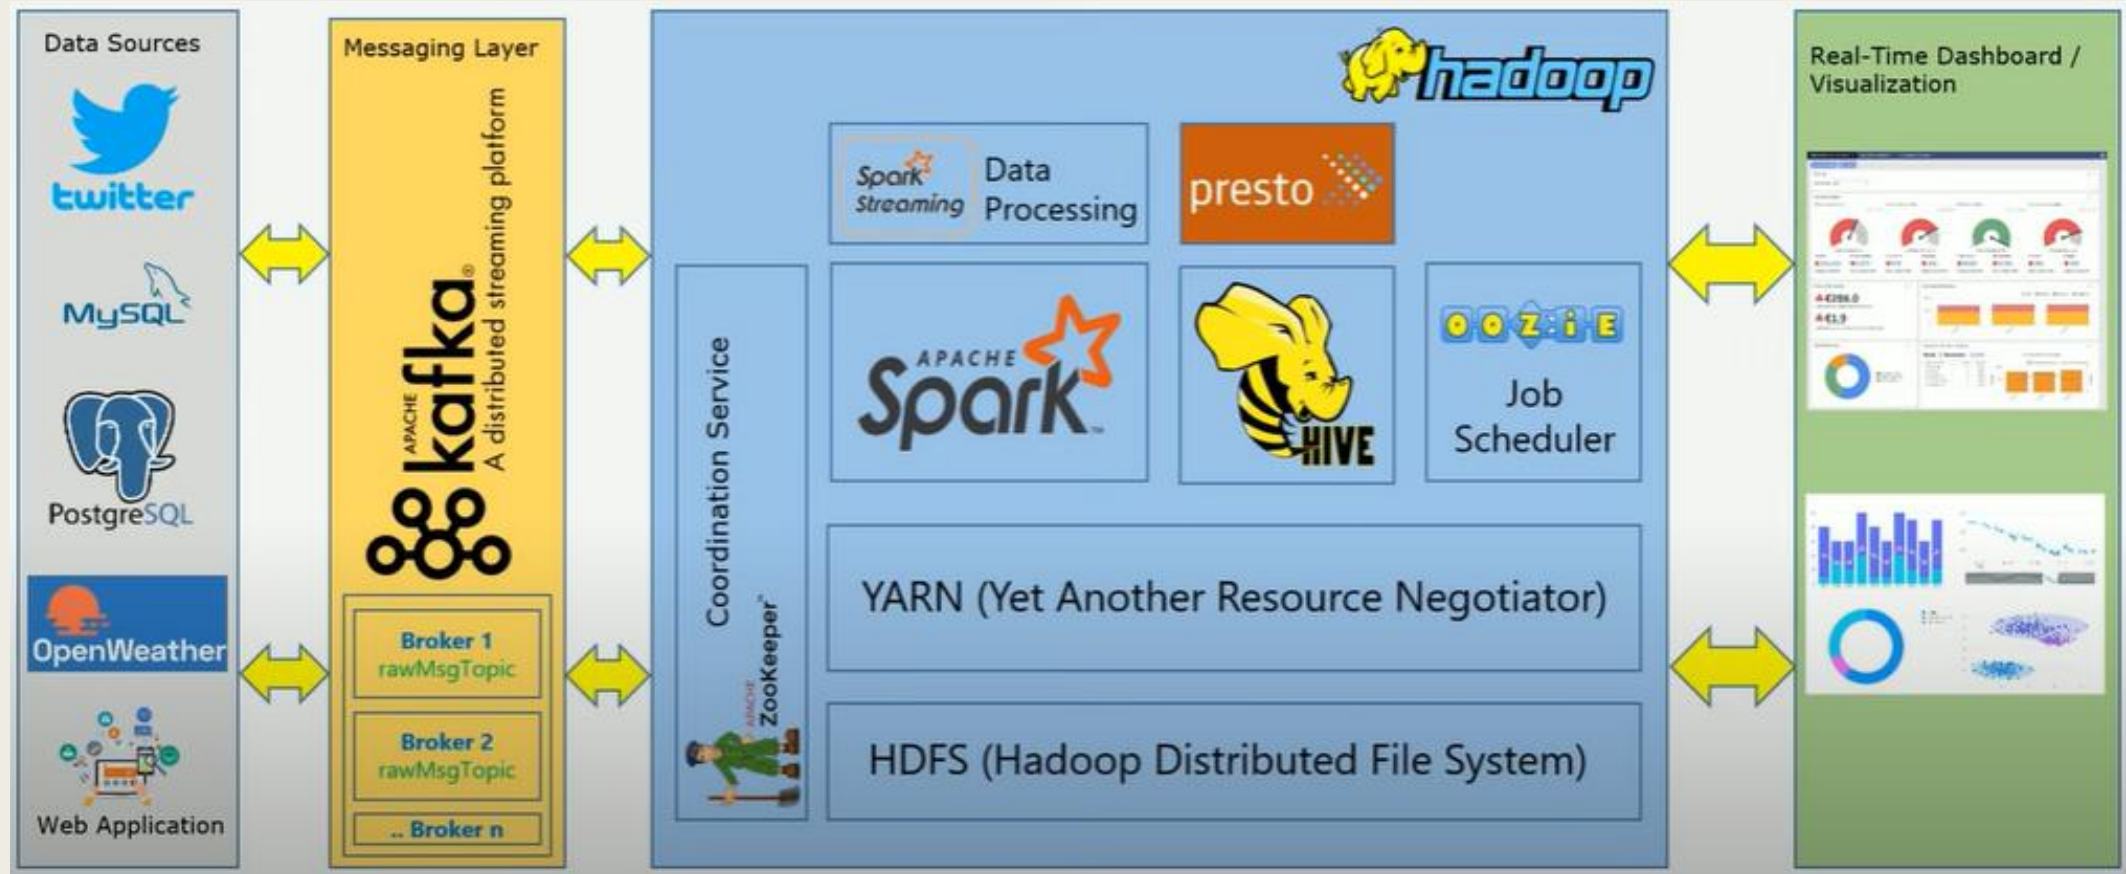 Data Sources
twitter
MySQL
PostgreSQL
OpenWeather
Web Application
Messaging Layer
APACHE
kafka®
A distributed streaming platform
Broker 1
rawMsgTopic
Broker 2
rawMsgTopic
.. Broker n
hadoop
Spark
Streaming
Data
Processing
presto
Coordination Service
APACHE
ZooKeeper™
APACHE
Spark™
HIVE
OOZiE
Job
Scheduler
YARN (Yet Another Resource Negotiator)
HDFS (Hadoop Distributed File System)
Real-Time Dashboard /
Visualization